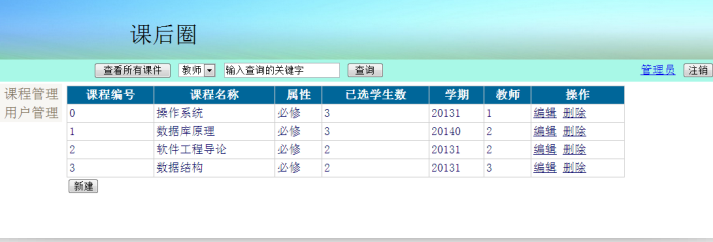 课后圈
查看所有课件 教师 输入查询的关键字 查询 管理员 注销
课程管理
用户管理
课程编号 课程名称 属性 已选学生数 学期 教师 操作
0 操作系统 必修 3 20131 1 编辑 删除
1 数据库原理 必修 3 20140 2 编辑 删除
2 软件工程导论 必修 2 20131 2 编辑 删除
3 数据结构 必修 2 20131 3 编辑 删除
新建